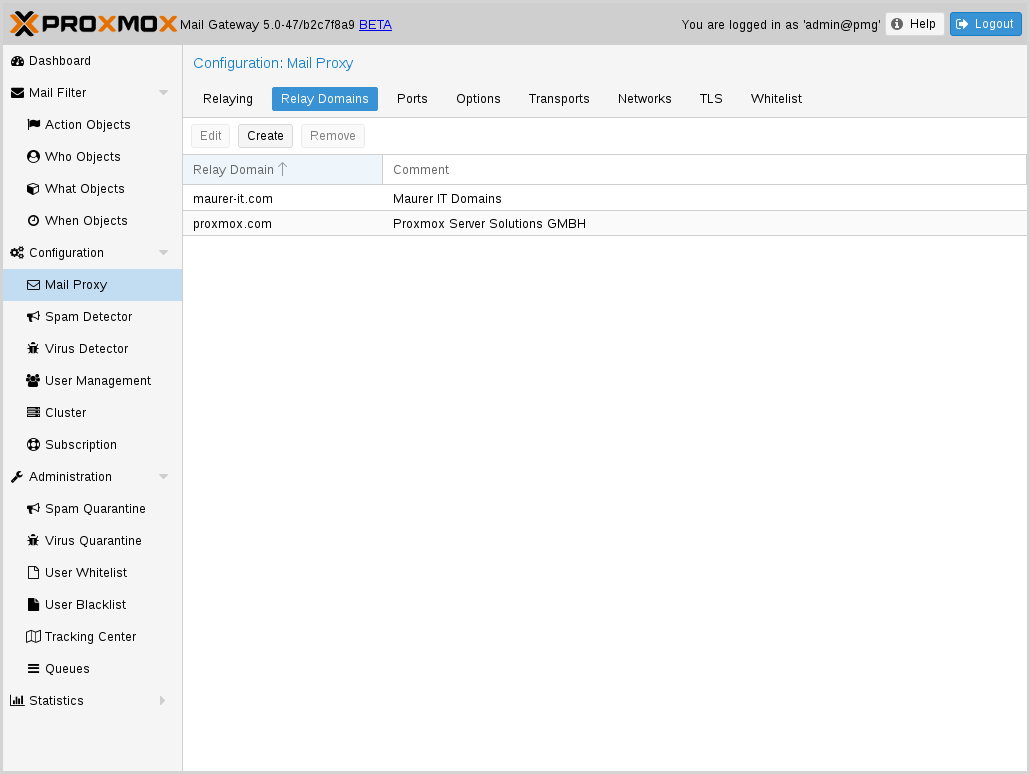 PROXMOX Mail Gateway 5.0-47/b2c7f8a9 BETA You are logged in as 'admin@pmg' Help Logout
Dashboard
Mail Filter
Action Objects
Who Objects
What Objects
When Objects
Configuration
Mail Proxy
Spam Detector
Virus Detector
User Management
Cluster
Subscription
Administration
Spam Quarantine
Virus Quarantine
User Whitelist
User Blacklist
Tracking Center
Queues
Statistics
Configuration: Mail Proxy
Relaying Relay Domains Ports Options Transports Networks TLS Whitelist
Edit Create Remove
Relay Domain Comment
maurer-it.com Maurer IT Domains
proxmox.com Proxmox Server Solutions GMBH